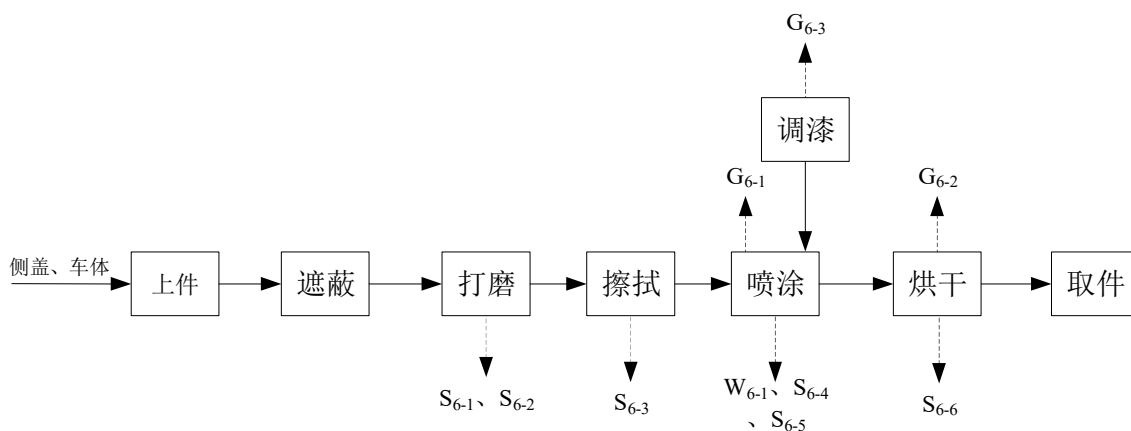 G6-3
调漆
G6-1
G6-2
侧盖、车体
上件
遮蔽
打磨
擦拭
喷涂
烘干
取件
S6-1、S6-2
S6-3
W6-1、S6-4
、S6-5
S6-6